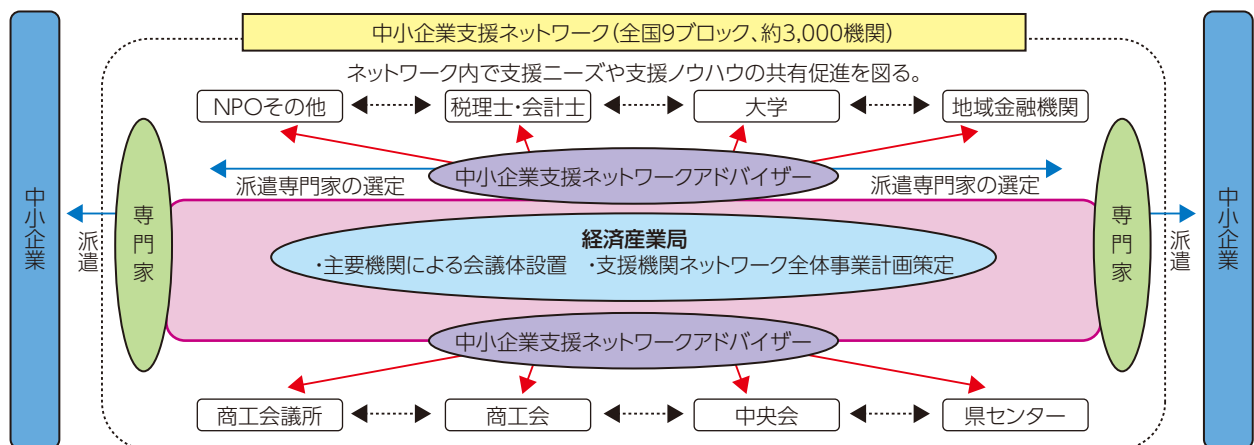 中小企業支援ネットワーク(全国9ブロック、約3,000機関)
ネットワーク内で支援ニーズや支援ノウハウの共有促進を図る。
NPOその他
税理士・会計士
大学
地域金融機関
中小企業支援ネットワークアドバイザー
派遣専門家の選定
派遣専門家の選定
中小企業
派遣
専門家
経済産業局
・主要機関による会議体設置 ・支援機関ネットワーク全体事業計画策定
専門家
派遣
中小企業
中小企業支援ネットワークアドバイザー
商工会議所
商工会
中央会
県センター